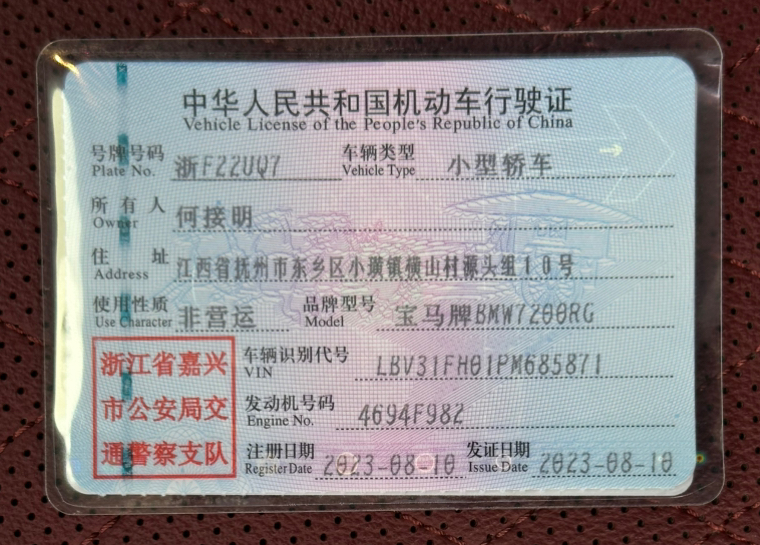 中华人民共和国机动车行驶证
Vehicle License of the People's Republic of China
号牌号码 浙F22UQ7 车辆类型 小型轿车
Plate No. Vehicle Type
所有人 何接明
Owner
住址 江西省抚州市东乡区小璜镇横山村源头组10号
Address
使用性质 非营运 品牌型号 宝马牌BMW7200RG
Use Character Model
浙江省嘉兴
市公安局交
通警察支队
车辆识别代号 LBV31FH01PM685871
VIN
发动机号码 4694F982
Engine No.
注册日期 2023-08-10 发证日期 2023-08-10
Register Date Issue Date